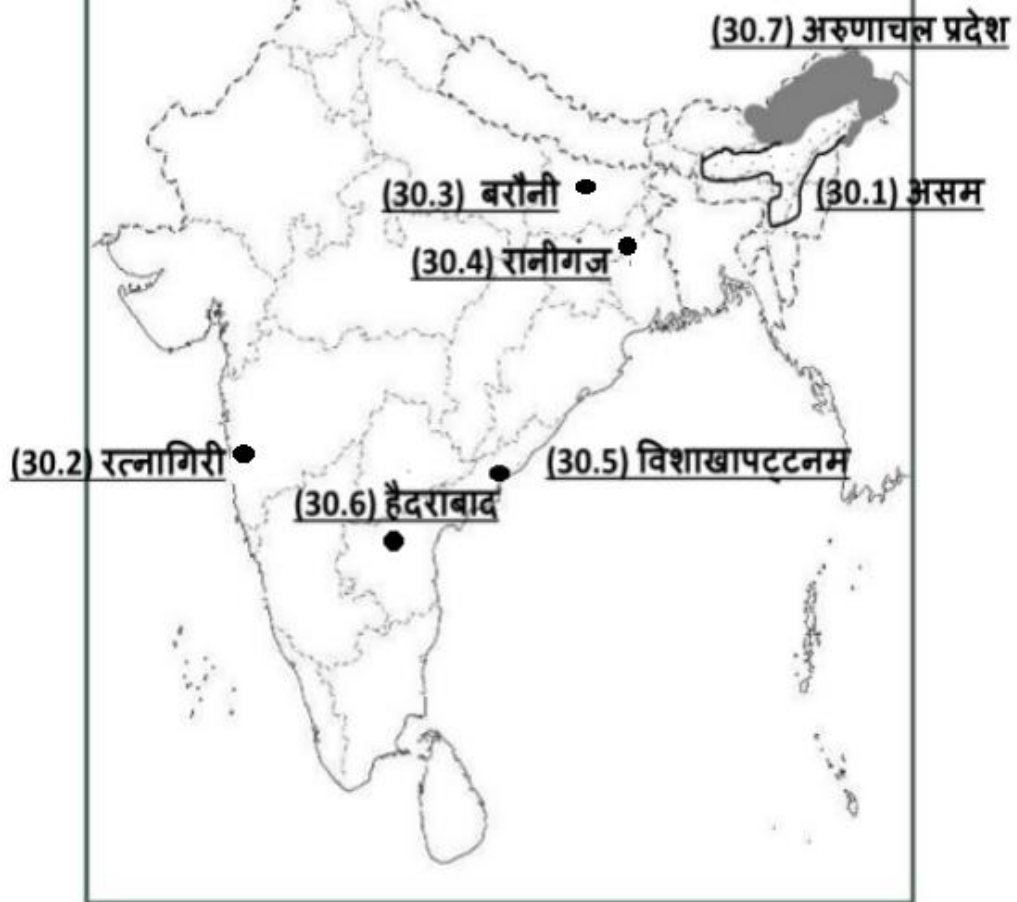 (30.7) अरुणाचल प्रदेश
(30.3) बरौनी
(30.1) असम
(30.4) रानीगंज
(30.2) रत्नागिरी
(30.5) विशाखापट्टनम
(30.6) हैदराबाद